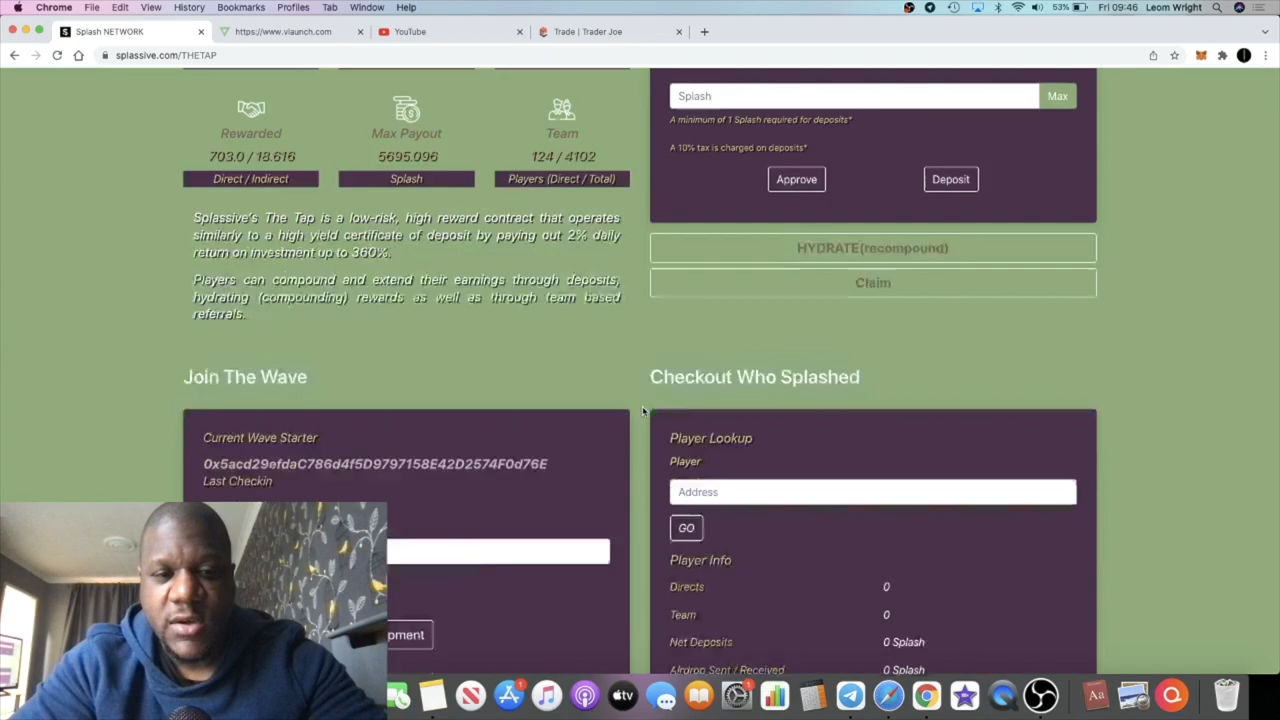 Chrome File Edit View History Bookmarks Profiles Tab Window Help 53% Fri 09:46 Leom Wright
Splash NETWORK https://www.vlaunch.com YouTube Trade | Trader Joe
splassive.com/THETAP
Splash Max
A minimum of 1 Splash required for deposits*
Rewarded Max Payout Team
A 10% tax is charged on deposits*
703.0 / 18.616 5695.096 124 / 4102
Direct / Indirect Splash Players (Direct / Total)
Approve Deposit
Splassive's The Tap is a low-risk, high reward contract that operates
similarly to a high yield certificate of deposit by paying out 2% daily
return on investment up to 360%.
HYDRATE(recompound)
Players can compound and extend their earnings through deposits,
hydrating (compounding) rewards as well as through team based
referrals.
Claim
Join The Wave
Current Wave Starter
0x5acd29efdaC786d4f5D9797158E42D2574F0d76E
Last Checkin
pment
Checkout Who Splashed
Player Lookup
Player
Address
GO
Player Info
Directs 0
Team 0
Net Deposits 0 Splash
Airdrop Sent / Received 0 Splash
tv
1
1
Aa